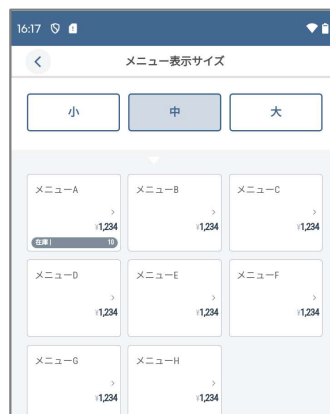 16:17
メニュー表示サイズ
小 中 大
メニューA メニューB メニューC
> > >
¥1,234 ¥1,234 ¥1,234
在庫 | 10
メニューD メニューE メニューF
> > >
¥1,234 ¥1,234 ¥1,234
メニューG メニューH
> >
¥1,234 ¥1,234